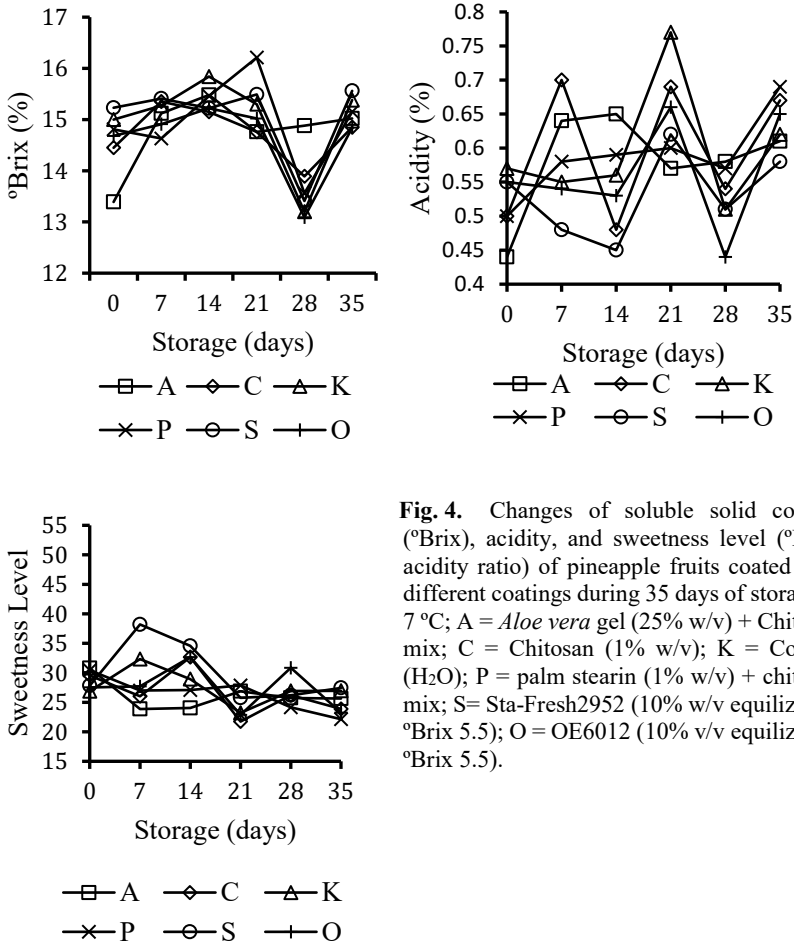 17
16
15
14
13
12
ºBrix (%)
0 7 14 21 28 35
Storage (days)
A C K
P S O
0.8
0.75
0.7
0.65
0.6
0.55
0.5
0.45
0.4
Acidity (%)
0 7 14 21 28 35
Storage (days)
A C K
P S O
55
50
45
40
35
30
25
20
15
Sweetness Level
0 7 14 21 28 35
Storage (days)
A C K
P S O
Fig. 4. Changes of soluble solid co
(ºBrix), acidity, and sweetness level (º
acidity ratio) of pineapple fruits coated
different coatings during 35 days of stora
7 ºC; A = Aloe vera gel (25% w/v) + Chit
mix; C = Chitosan (1% w/v); K = Co
(H₂O); P = palm stearin (1% w/v) + chit
mix; S= Sta-Fresh2952 (10% w/v equiliz
ºBrix 5.5); O = OE6012 (10% v/v equiliz
ºBrix 5.5).